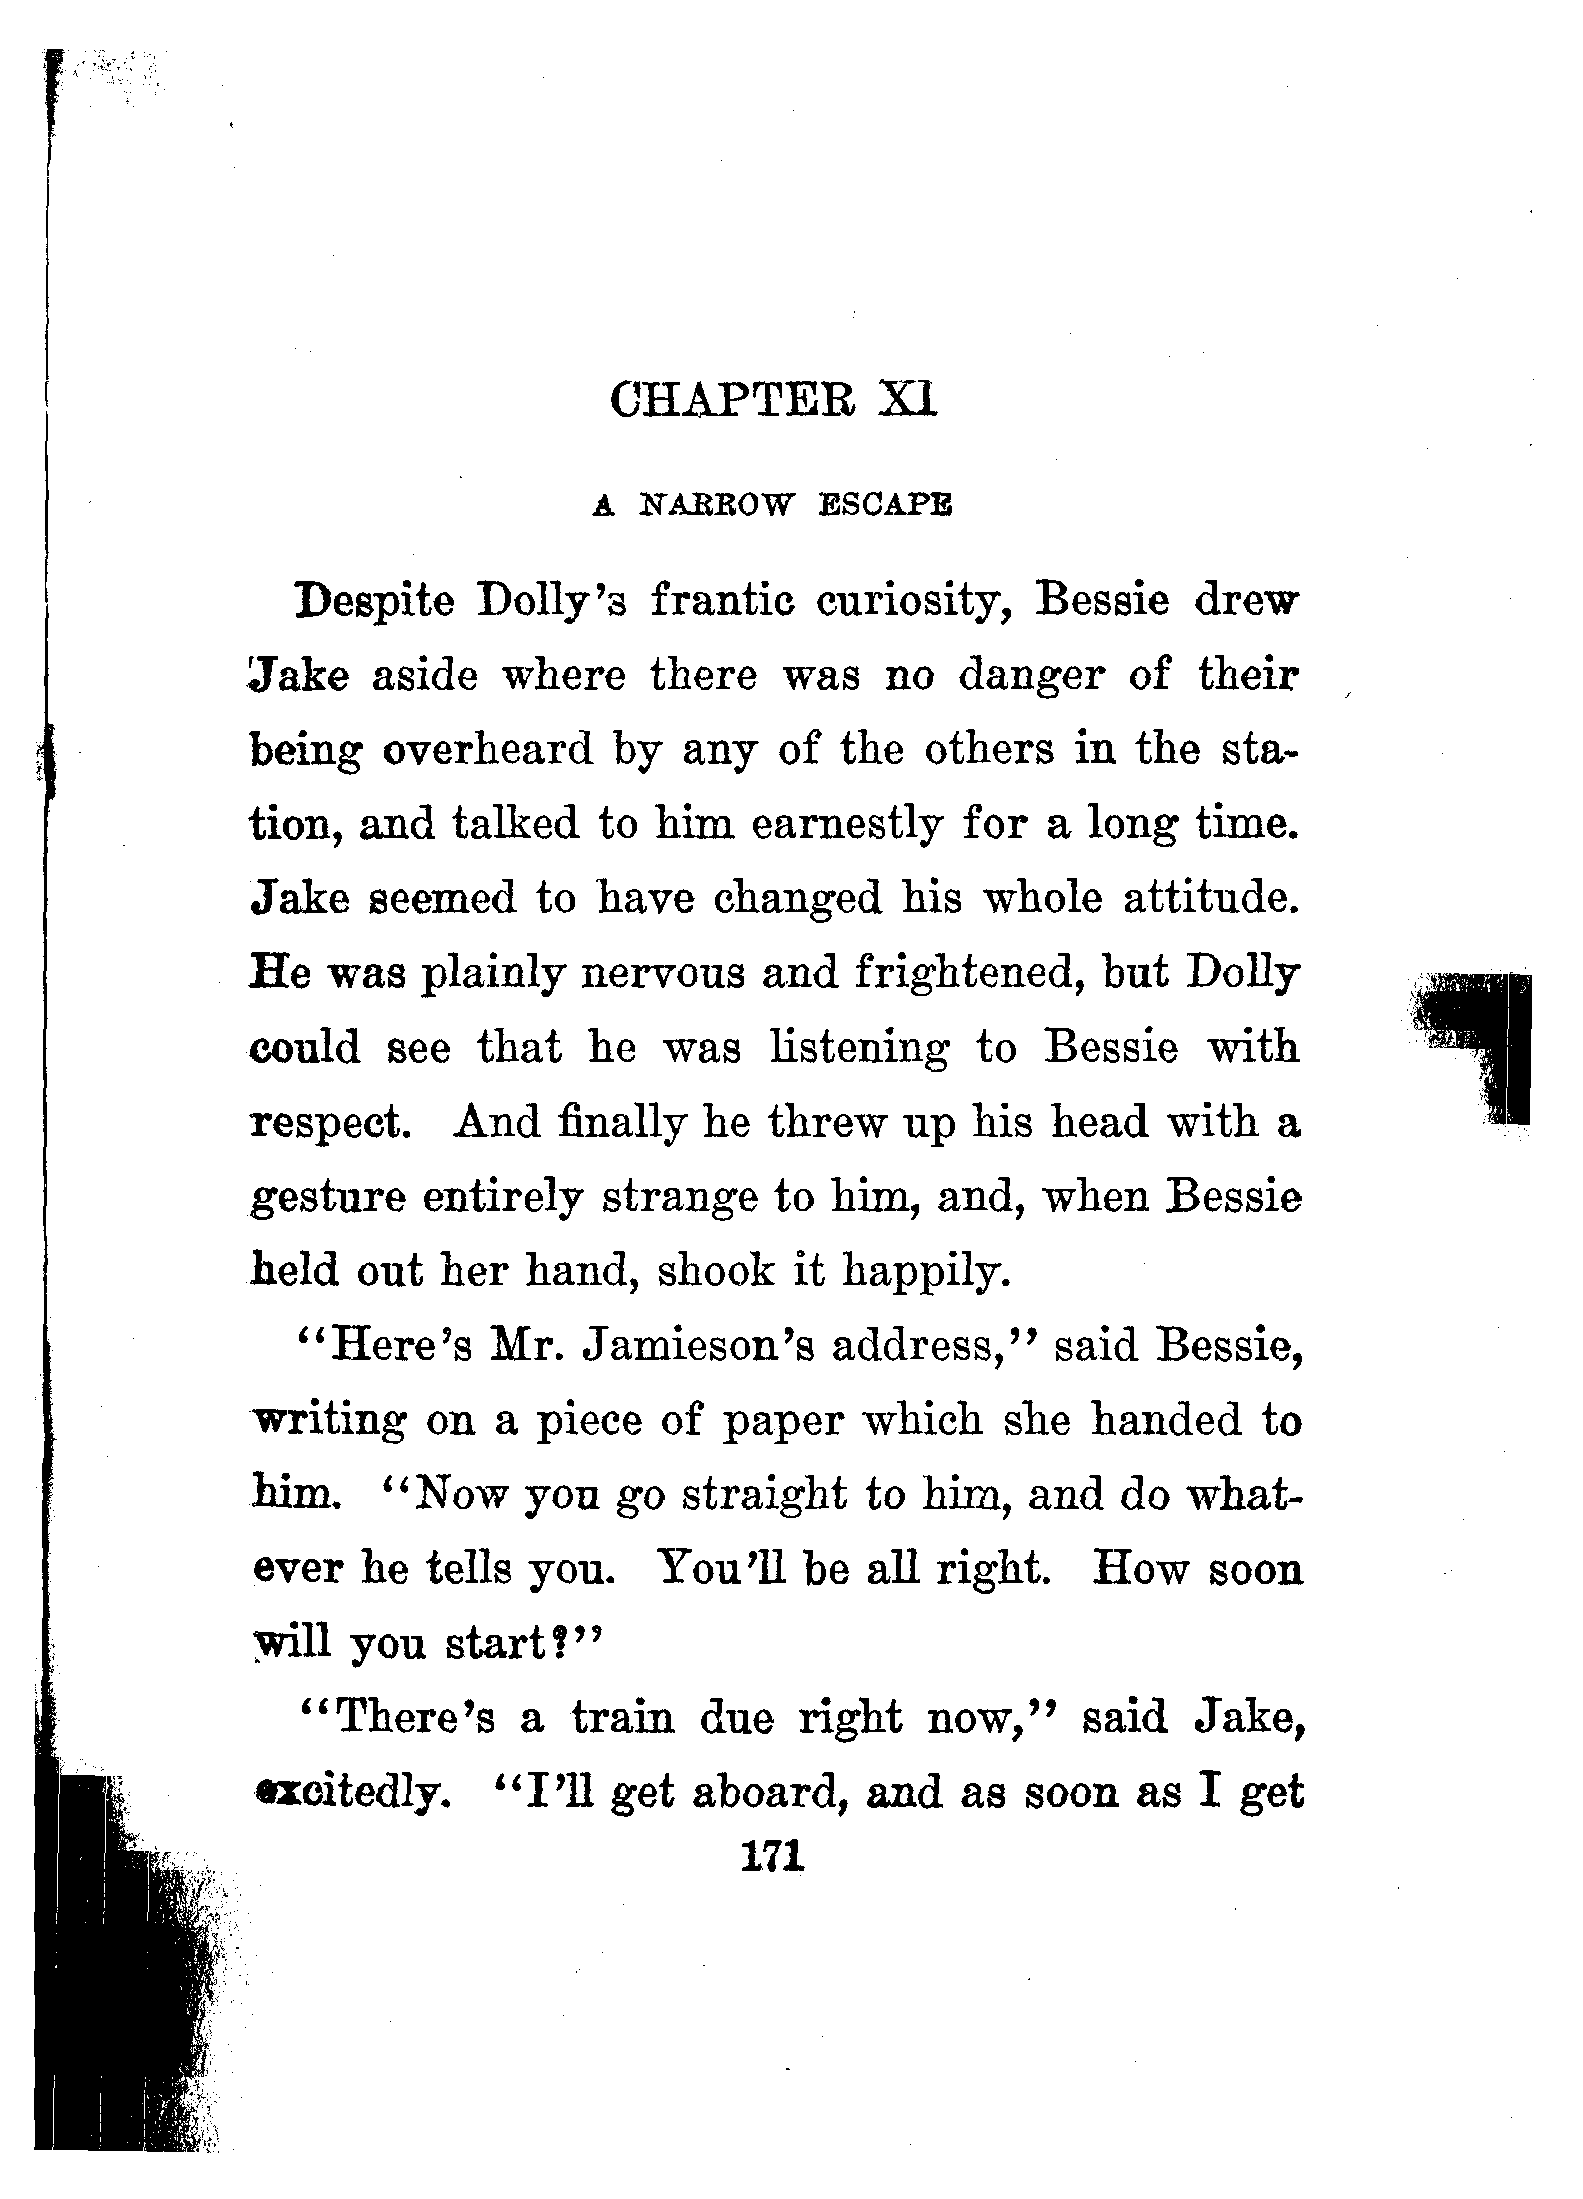 CHAPTER XI
A NARROW ESCAPE
Despite Dolly's frantic curiosity, Bessie drew
Jake aside where there was no danger of their
being overheard by any of the others in the sta-
tion, and talked to him earnestly for a long time.
Jake seemed to have changed his whole attitude.
He was plainly nervous and frightened, but Dolly
could see that he was listening to Bessie with
respect. And finally he threw up his head with a
gesture entirely strange to him, and, when Bessie
held out her hand, shook it happily.
"Here's Mr. Jamieson's address," said Bessie,
writing on a piece of paper which she handed to
him. "Now you go straight to him, and do what-
ever he tells you. You'll be all right. How soon
will you start?"
"There's a train due right now," said Jake,
excitedly. "I'll get aboard, and as soon as I get
171